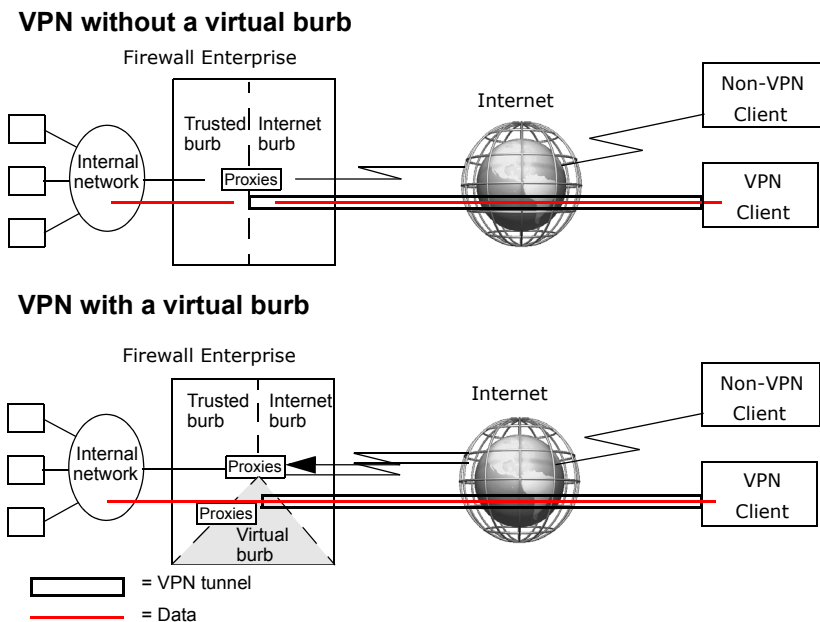 VPN without a virtual burb
Firewall Enterprise
Trusted
burb
Internet
burb
Internal
network
Proxies
Internet
Non-VPN
Client
VPN
Client
VPN with a virtual burb
Firewall Enterprise
Trusted
burb
Internet
burb
Internal
network
Proxies
Proxies
Virtual
burb
Internet
Non-VPN
Client
VPN
Client
= VPN tunnel
= Data